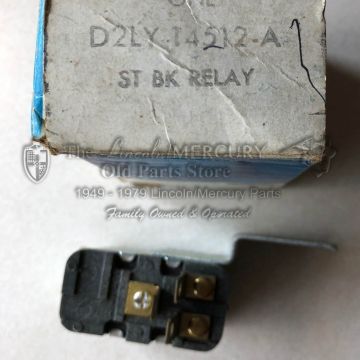 ONE
D2LY-14512-A
ST BK RELAY
The Lincoln MERCURY
Old Parts Store
1949 - 1979 Lincoln/Mercury Parts
Family Owned & Operated